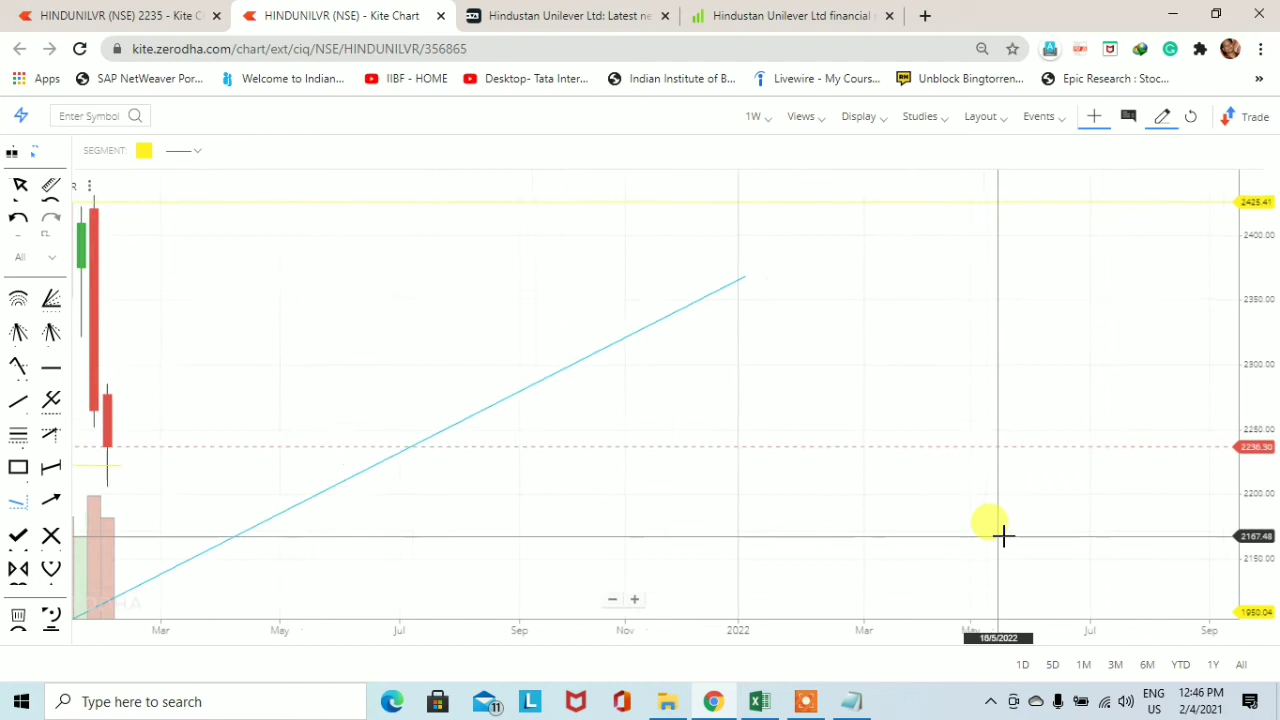 HINDUNILVR (NSE) 2235 - Kite C
HINDUNILVR (NSE) - Kite Chart
Hindustan Unilever Ltd: Latest ne
Hindustan Unilever Ltd financial
kite.zerodha.com/chart/ext/ciq/NSE/HINDUNILVR/356865
Apps
SAP NetWeaver Por...
Welcome to Indian...
IIBF - HOME
Desktop- Tata Inter...
Indian Institute of B...
Livewire - My Cours...
Unblock Bingtorren...
Epic Research : Stoc...
»
Enter Symbol
1W
Views
Display
Studies
Layout
Events
Trade
SEGMENT:
R
All
2425.41
2400.00
2350.00
2300.00
2250.00
2236.30
2200.00
2167.48
2150.00
1950.04
Mar
May
Jul
Sep
Nov
2022
Mar
May
Jul
Sep
18/5/2022
1D
5D
1M
3M
6M
YTD
1Y
All
Type here to search
11
ENG
US
12:46 PM
2/4/2021